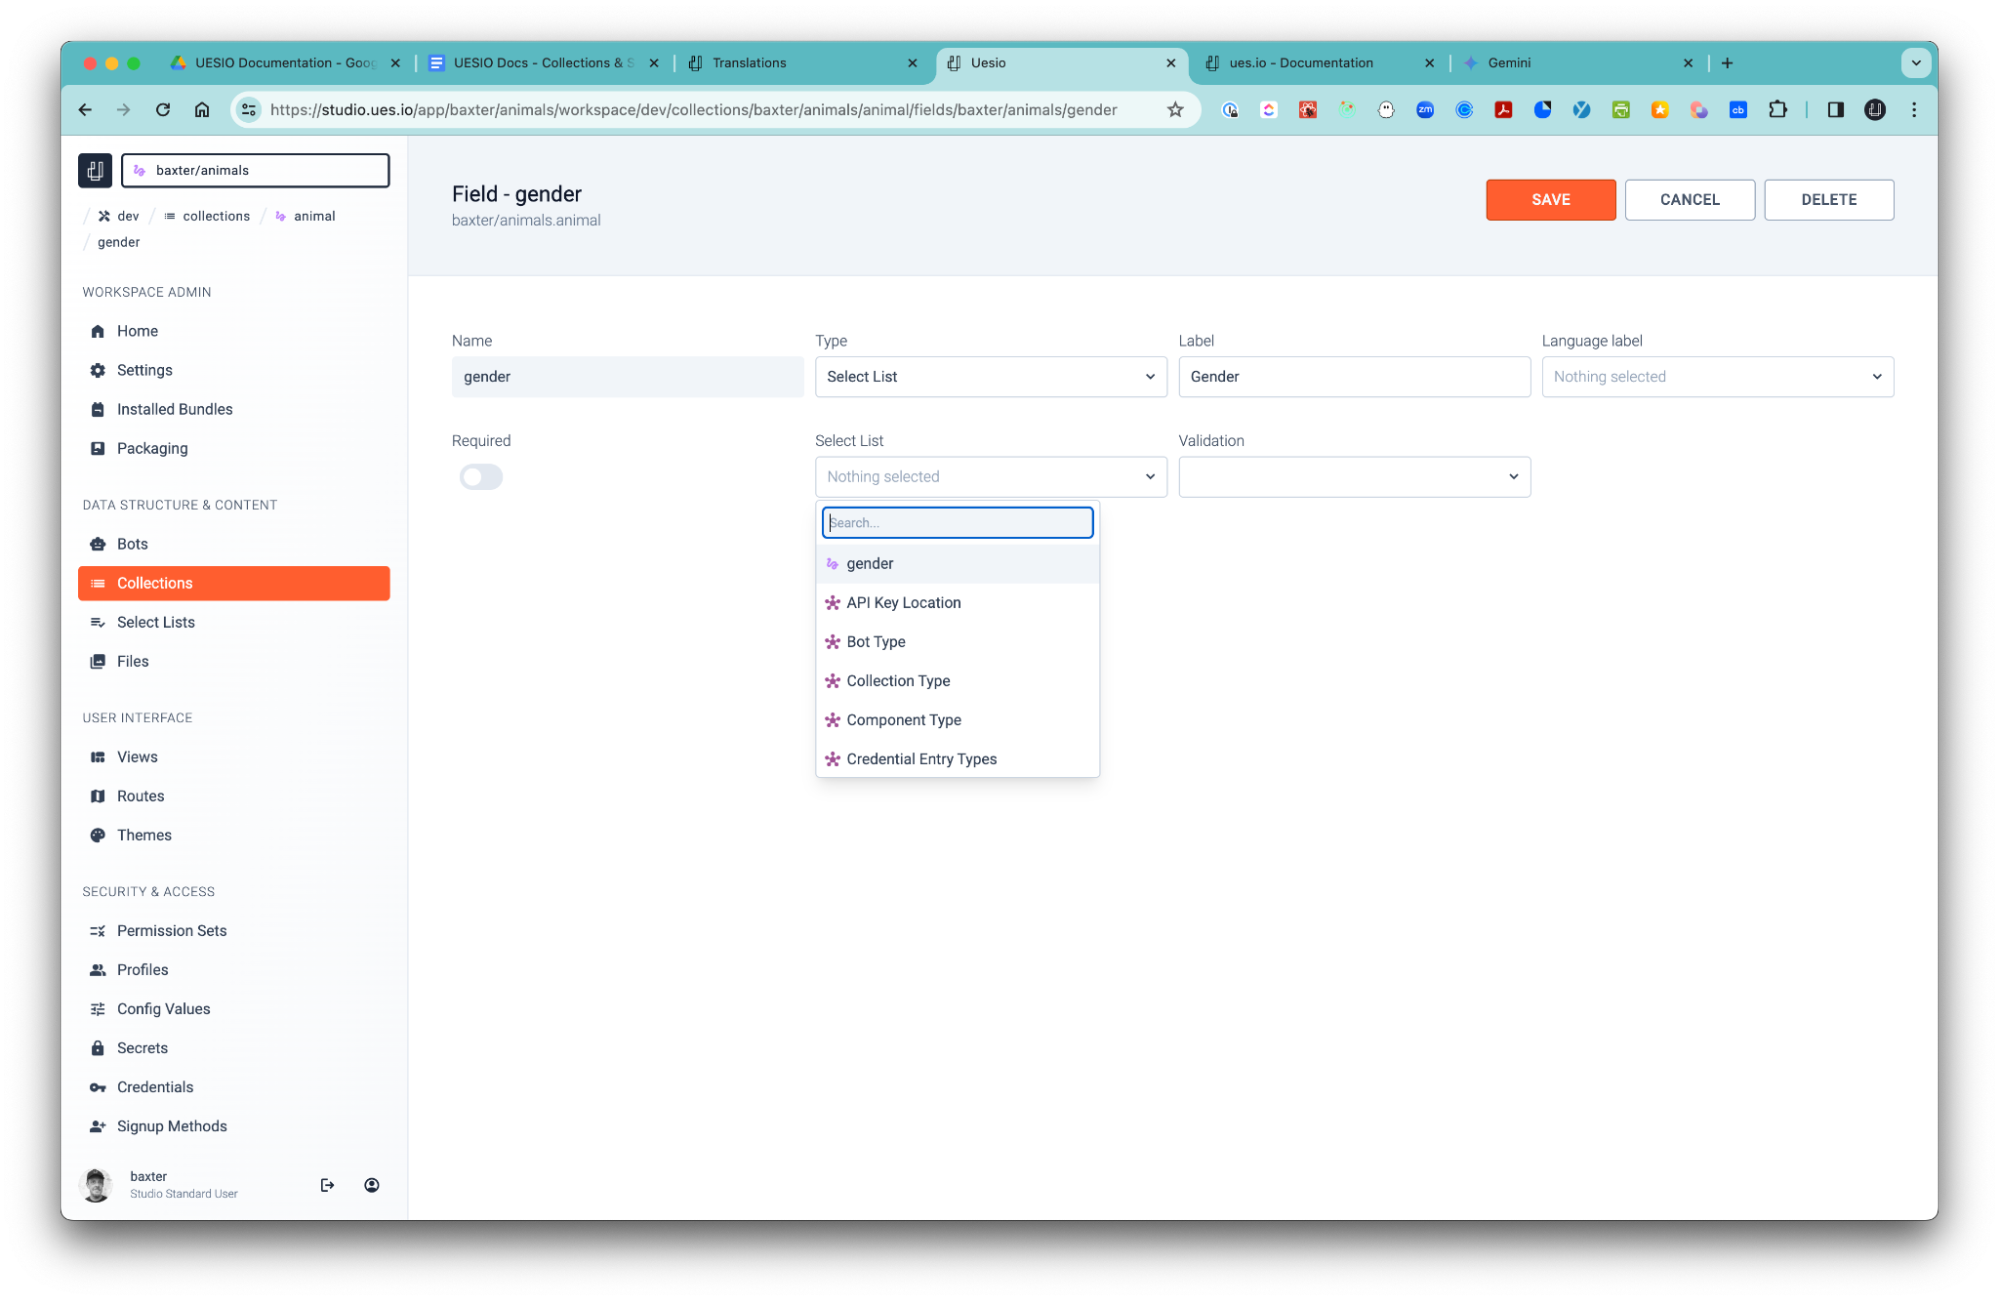 UESIO Documentation - Goog
UESIO Docs - Collections & S
Translations
Uesio
ues.io - Documentation
Gemini
https://studio.ues.io/app/baxter/animals/workspace/dev/collections/baxter/animals/animal/fields/baxter/animals/gender
zm
cb
baxter/animals
/ dev / collections / animal
/ gender
WORKSPACE ADMIN
Home
Settings
Installed Bundles
Packaging
DATA STRUCTURE & CONTENT
Bots
Collections
Select Lists
Files
USER INTERFACE
Views
Routes
Themes
SECURITY & ACCESS
Permission Sets
Profiles
Config Values
Secrets
Credentials
Signup Methods
baxter
Studio Standard User
Field - gender
baxter/animals.animal
SAVE
CANCEL
DELETE
Name
gender
Type
Select List
Label
Gender
Language label
Nothing selected
Required
Select List
Nothing selected
Validation
Search...
gender
API Key Location
Bot Type
Collection Type
Component Type
Credential Entry Types